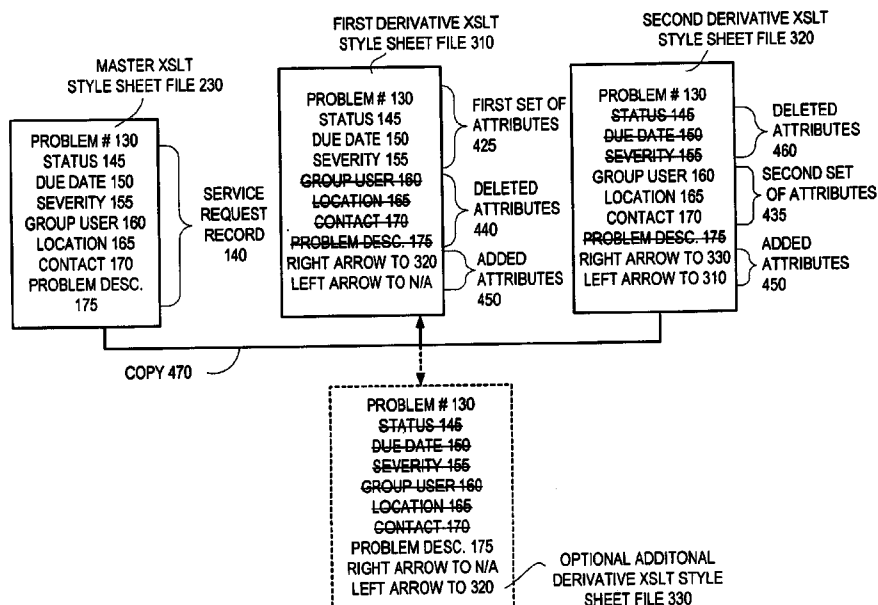 MASTER XSLT
STYLE SHEET FILE 230
PROBLEM # 130
STATUS 145
DUE DATE 150
SEVERITY 155
GROUP USER 160
LOCATION 165
CONTACT 170
PROBLEM DESC.
175
SERVICE
REQUEST
RECORD
140
FIRST DERIVATIVE XSLT
STYLE SHEET FILE 310
PROBLEM # 130
STATUS 145
DUE DATE 150
SEVERITY 155
GROUP USER 160
LOCATION 165
CONTACT 170
PROBLEM DESC. 175
RIGHT ARROW TO 320
LEFT ARROW TO N/A
FIRST SET OF
ATTRIBUTES
425
DELETED
ATTRIBUTES
440
ADDED
ATTRIBUTES
450
SECOND DERIVATIVE XSLT
STYLE SHEET FILE 320
PROBLEM # 130
STATUS 145
DUE DATE 150
SEVERITY 155
GROUP USER 160
LOCATION 165
CONTACT 170
PROBLEM DESC. 175
RIGHT ARROW TO 330
LEFT ARROW TO 310
DELETED
ATTRIBUTES
460
SECOND SET
OF ATTRIBUTES
435
ADDED
ATTRIBUTES
450
COPY 470
PROBLEM # 130
STATUS 145
DUE DATE 150
SEVERITY 155
GROUP USER 160
LOCATION 165
CONTACT 170
PROBLEM DESC. 175
RIGHT ARROW TO N/A
LEFT ARROW TO 320
OPTIONAL ADDITONAL
DERIVATIVE XSLT STYLE
SHEET FILE 330